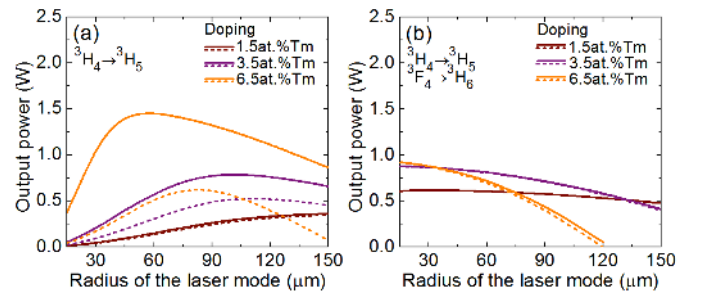 (a)
Doping
³H₄→³H₅
1.5at.%Tm
3.5at.%Tm
6.5at.%Tm
Output power (W)
2.5
2.0
1.5
1.0
0.5
0.0
30 60 90 120 150
Radius of the laser mode (μm)
(b)
Doping
³H₄→³H₅
³F₄→³H₆
1.5at.%Tm
3.5at.%Tm
6.5at.%Tm
Output power (W)
2.5
2.0
1.5
1.0
0.5
0.0
30 60 90 120 150
Radius of the laser mode (μm)